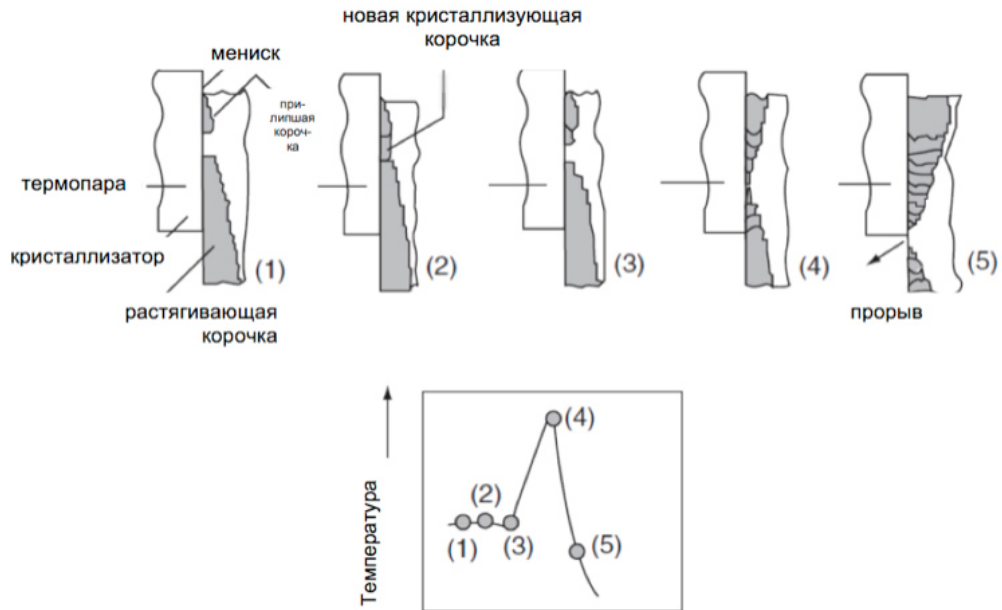 новая кристаллизующая
корочка
мениск
при-
липшая
короч-
ка
термопара
кристаллизатор
(1)
(2)
(3)
(4)
(5)
растягивающая
корочка
прорыв
Температура
(4)
(2)
(1)
(3)
(5)